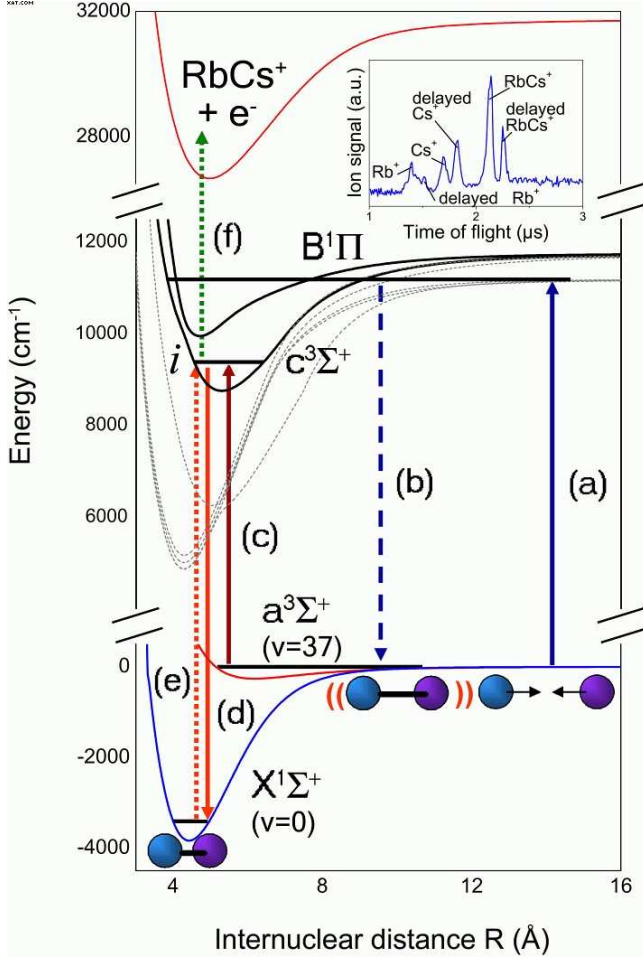 XAT.COM
32000
28000
12000
10000
8000
6000
0
-2000
-4000
Energy (cm⁻¹)
RbCs⁺
+ e⁻
(f)
Ion signal (a.u.)
Rb⁺
delayed
Cs⁺
Cs⁺
RbCs⁺
delayed
RbCs⁺
delayed Rb⁺
1 2 3
Time of flight (µs)
B¹Π
i
c³Σ⁺
(b)
(a)
(c)
a³Σ⁺
(v=37)
(e)
(d)
X¹Σ⁺
(v=0)
4 8 12 16
Internuclear distance R (Å)